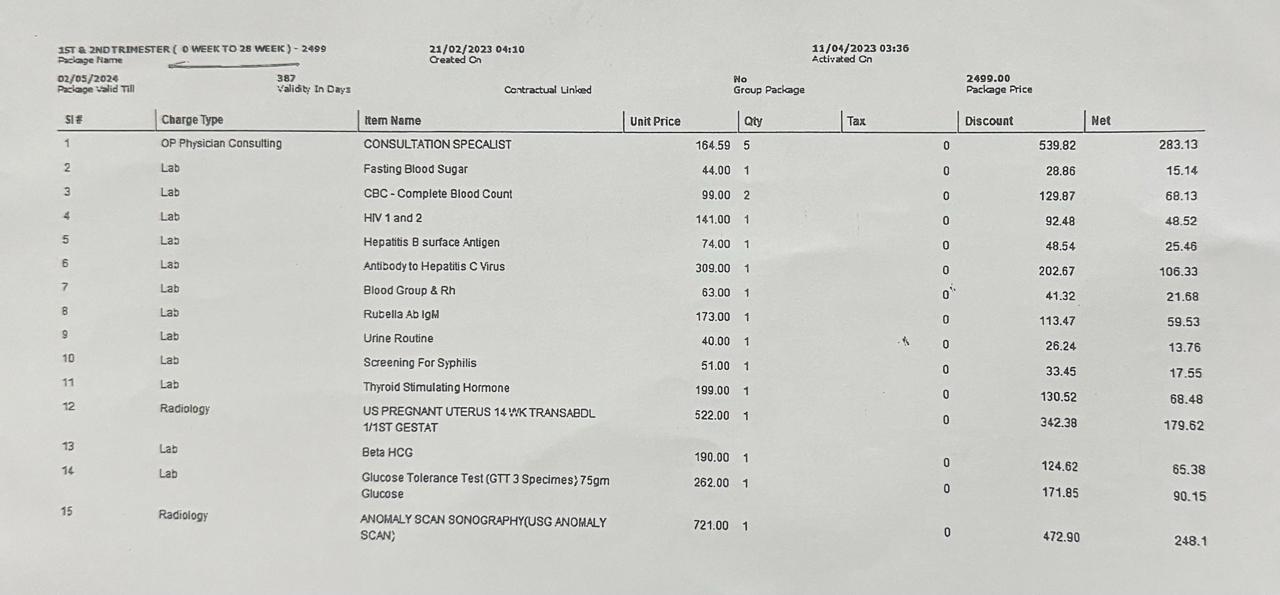 1ST & 2ND TRIMESTER ( 0 WEEK TO 28 WEEK ) - 2499 21/02/2023 04:10 11/04/2023 03:36
Package Name Created On Activated On
02/05/2024 387 No 2499.00
Package Valid Till Validity In Days Contractual Linked Group Package Package Price
Sl # Charge Type Item Name Unit Price Qty Tax Discount Net
1 OP Physician Consulting CONSULTATION SPECALIST 164.59 5 0 539.82 283.13
2 Lab Fasting Blood Sugar 44.00 1 0 28.86 15.14
3 Lab CBC - Complete Blood Count 99.00 2 0 129.87 68.13
4 Lab HIV 1 and 2 141.00 1 0 92.48 48.52
5 Lab Hepatitis B surface Antigen 74.00 1 0 48.54 25.46
6 Lab Antibody to Hepatitis C Virus 309.00 1 0 202.67 106.33
7 Lab Blood Group & Rh 63.00 1 0 41.32 21.68
8 Lab Rubella Ab IgM 173.00 1 0 113.47 59.53
9 Lab Urine Routine 40.00 1 0 26.24 13.76
10 Lab Screening For Syphilis 51.00 1 0 33.45 17.55
11 Lab Thyroid Stimulating Hormone 199.00 1 0 130.52 68.48
12 Radiology US PREGNANT UTERUS 14 WK TRANSABDL 522.00 1 0 342.38 179.62
1/1ST GESTAT
13 Lab Beta HCG 190.00 1 0 124.62 65.38
14 Lab Glucose Tolerance Test (GTT 3 Specimes) 75gm 262.00 1 0 171.85 90.15
Glucose
15 Radiology ANOMALY SCAN SONOGRAPHY(USG ANOMALY 721.00 1 0 472.90 248.1
SCAN)